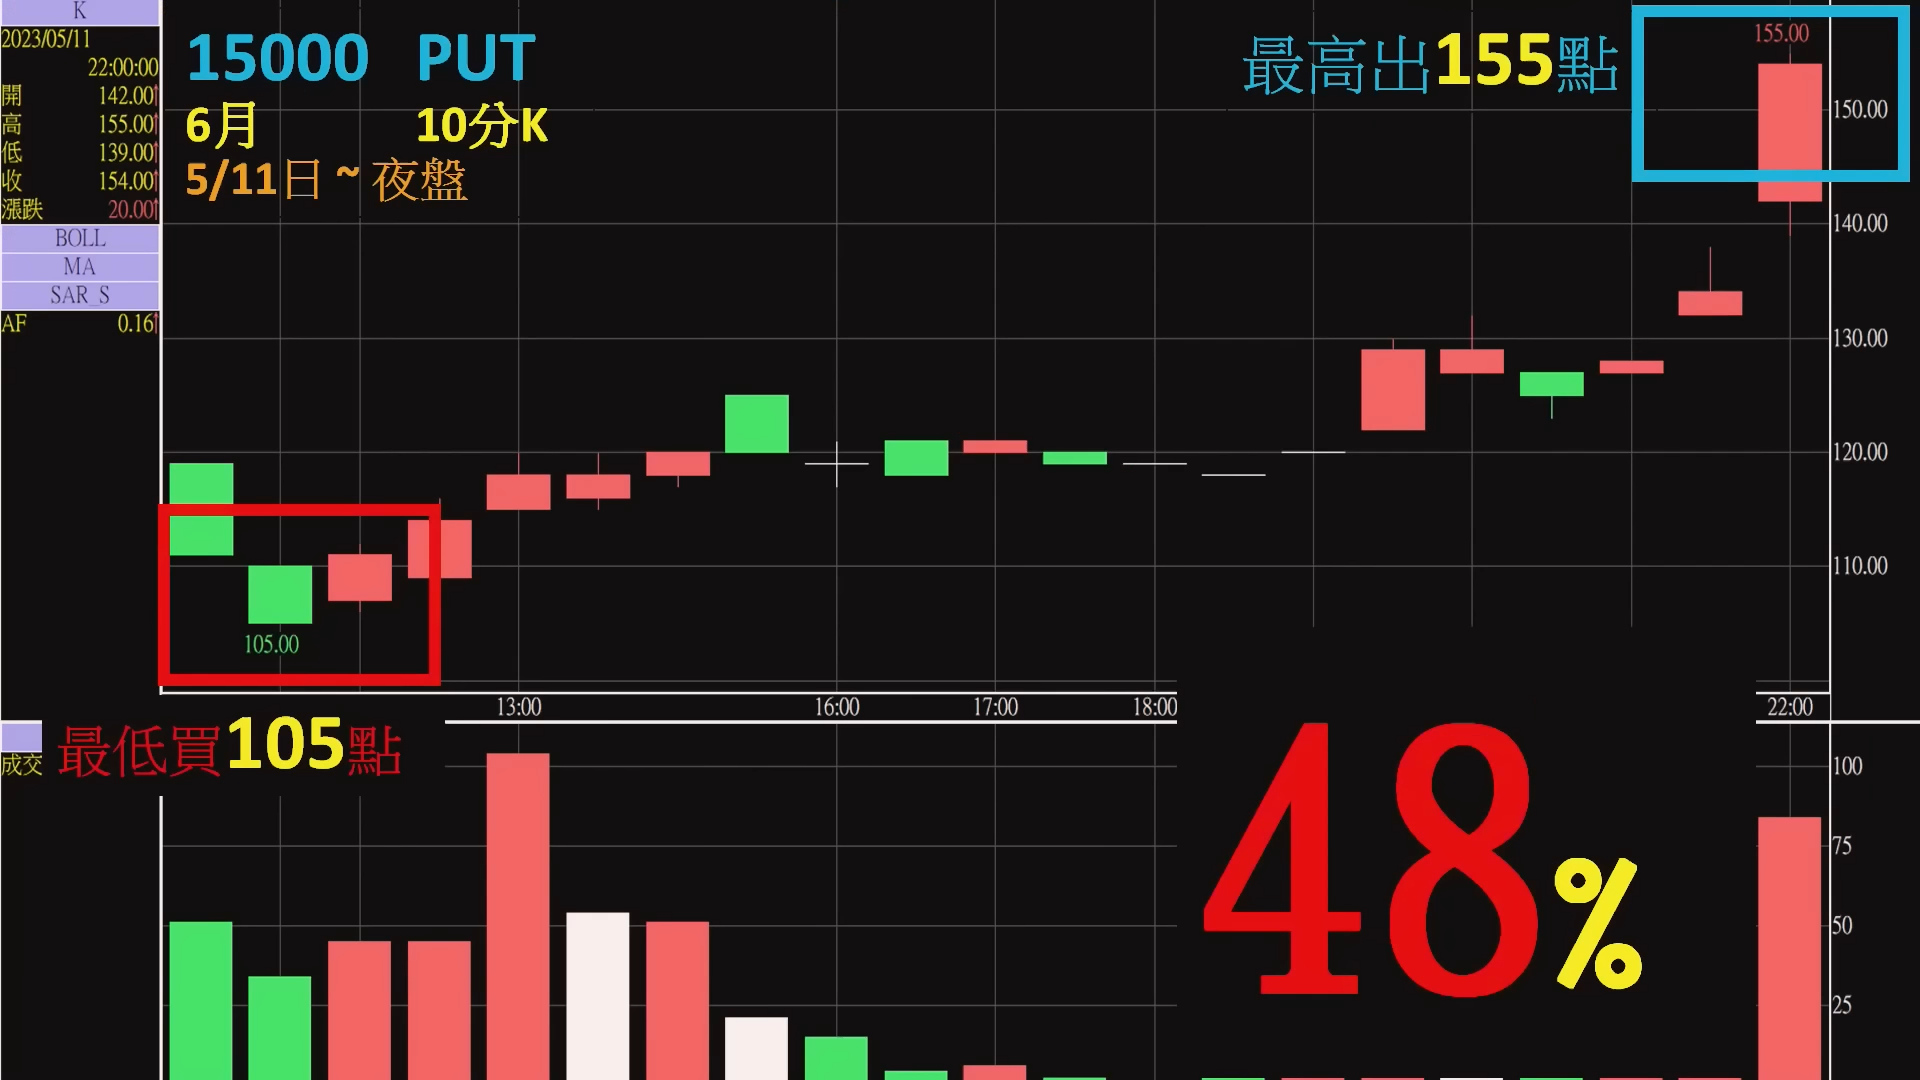 K
2023/05/11
22:00:00
開 142.00↑
高 155.00↑
低 139.00↑
收 154.00↑
漲跌 20.00↑
BOLL
MA
SAR_S
AF 0.16↑
15000 PUT
6月 10分K
5/11日 ~ 夜盤
最高出155點
155.00
150.00
140.00
130.00
120.00
110.00
105.00
13:00 16:00 17:00 18:00 22:00
成交
最低買105點
48%
100
75
50
25